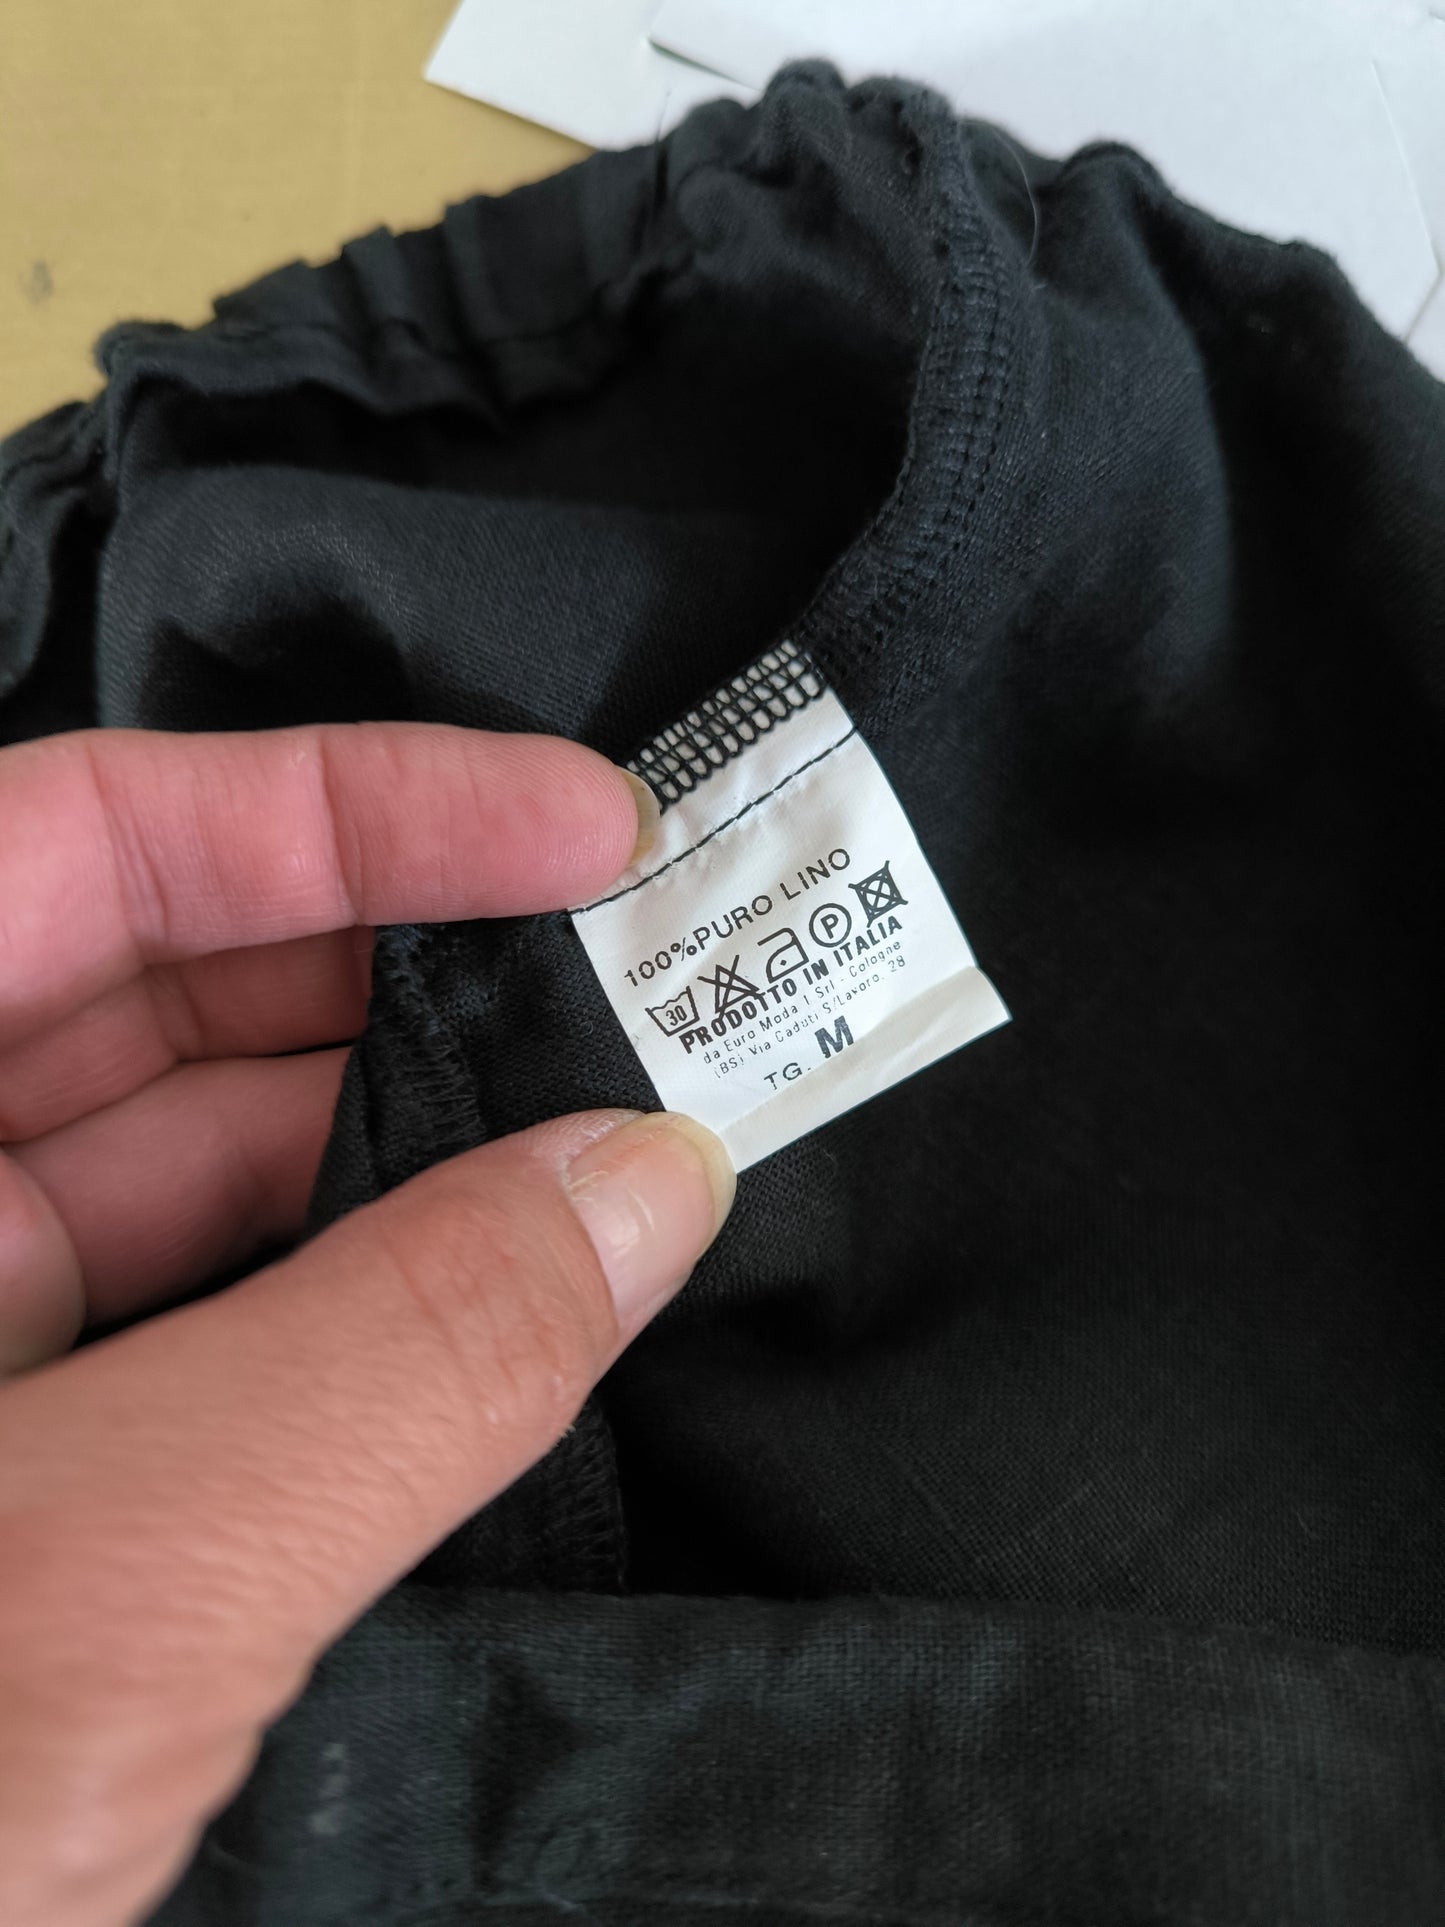 100%PURO LINO
30 P
PRODOTTO IN ITALIA
da Euro Moda 1 Srl - Cologne
(BS) Via Caduti S/Lavoro, 28
TG. M